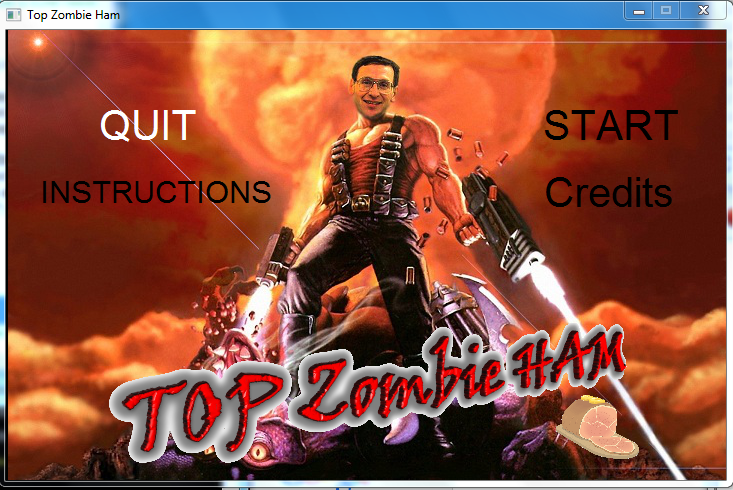 Top Zombie Ham
QUIT
START
INSTRUCTIONS
Credits
TOP Zombie HAM